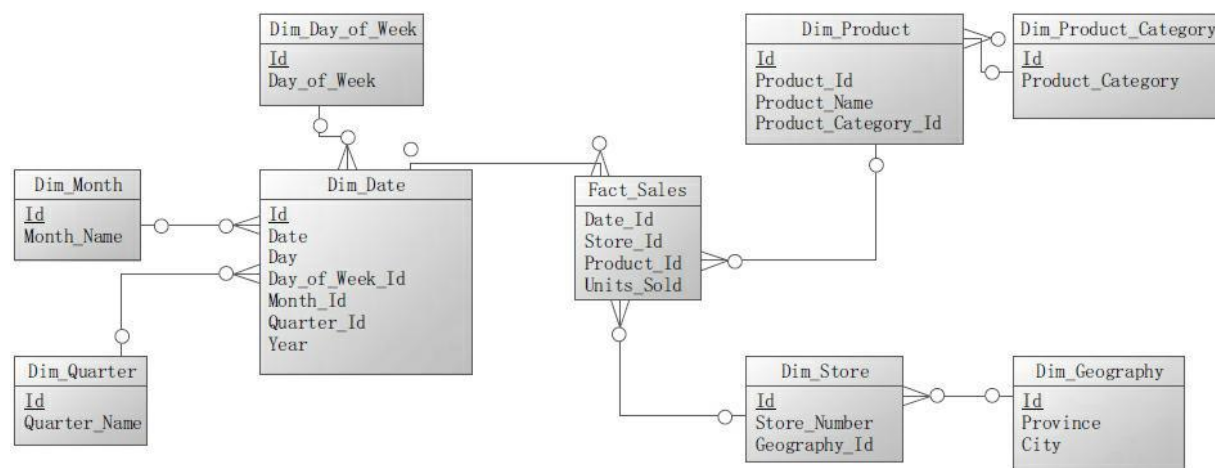 Dim_Day_of_Week
Id
Day_of_Week
Dim_Product
Id
Product_Id
Product_Name
Product_Category_Id
Dim_Product_Category
Id
Product_Category
Dim_Month
Id
Month_Name
Dim_Date
Id
Date
Day
Day_of_Week_Id
Month_Id
Quarter_Id
Year
Fact_Sales
Date_Id
Store_Id
Product_Id
Units_Sold
Dim_Quarter
Id
Quarter_Name
Dim_Store
Id
Store_Number
Geography_Id
Dim_Geography
Id
Province
City